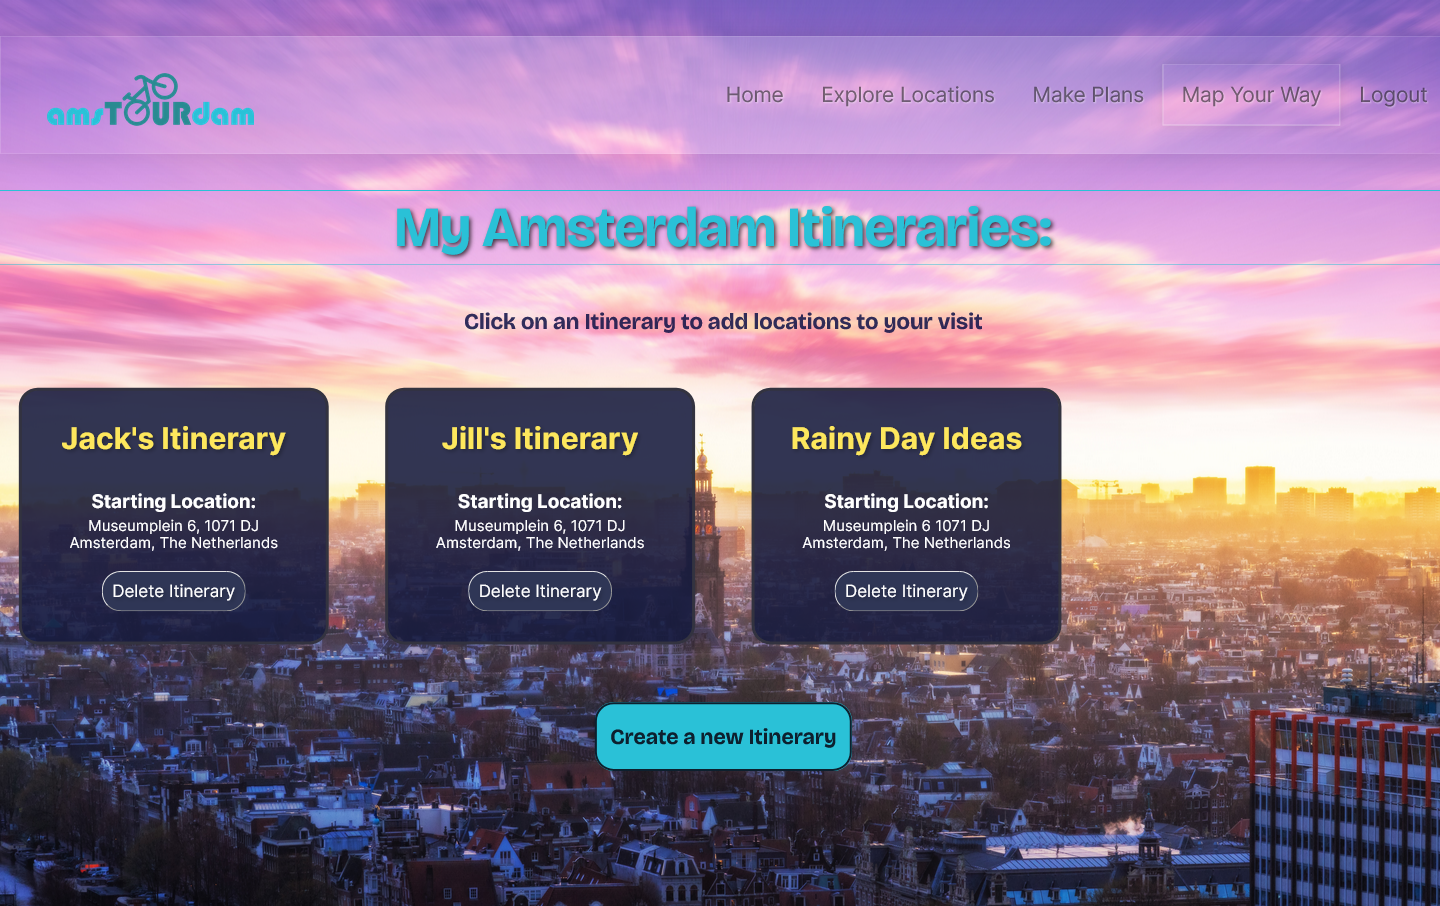 amsTOURdam
Home
Explore Locations
Make Plans
Map Your Way
Logout
My Amsterdam Itineraries:
Click on an Itinerary to add locations to your visit
Jack's Itinerary
Starting Location:
Museumplein 6, 1071 DJ
Amsterdam, The Netherlands
Delete Itinerary
Jill's Itinerary
Starting Location:
Museumplein 6, 1071 DJ
Amsterdam, The Netherlands
Delete Itinerary
Rainy Day Ideas
Starting Location:
Museumplein 6 1071 DJ
Amsterdam, The Netherlands
Delete Itinerary
Create a new Itinerary